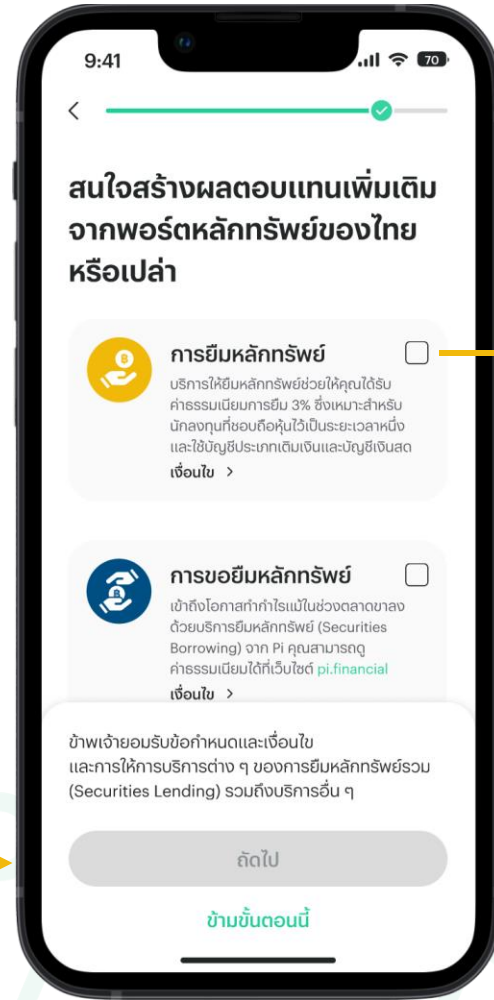 9:41
70
สนใจสร้างผลตอบแทนเพิ่มเติม
จากพอร์ตหลักทรัพย์ของไทย
หรือเปล่า
การยืมหลักทรัพย์
บริการให้ยืมหลักทรัพย์ช่วยให้คุณได้รับ
ค่าธรรมเนียมการยืม 3% ซึ่งเหมาะสำหรับ
นักลงทุนที่ชอบถือหุ้นไว้เป็นระยะเวลาหนึ่ง
และใช้บัญชีประเภทเติมเงินและบัญชีเงินสด
เงื่อนไข >
การขอยืมหลักทรัพย์
เข้าถึงโอกาสทำกำไรแม้ในช่วงตลาดขาลง
ด้วยบริการยืมหลักทรัพย์ (Securities
Borrowing) จาก Pi คุณสามารถดู
ค่าธรรมเนียมได้ที่เว็บไซต์ pi.financial
เงื่อนไข >
ข้าพเจ้ายอมรับข้อกำหนดและเงื่อนไข
และการให้การบริการต่าง ๆ ของการยืมหลักทรัพย์รวม
(Securities Lending) รวมถึงบริการอื่น ๆ
ถัดไป
ข้ามขั้นตอนนี้